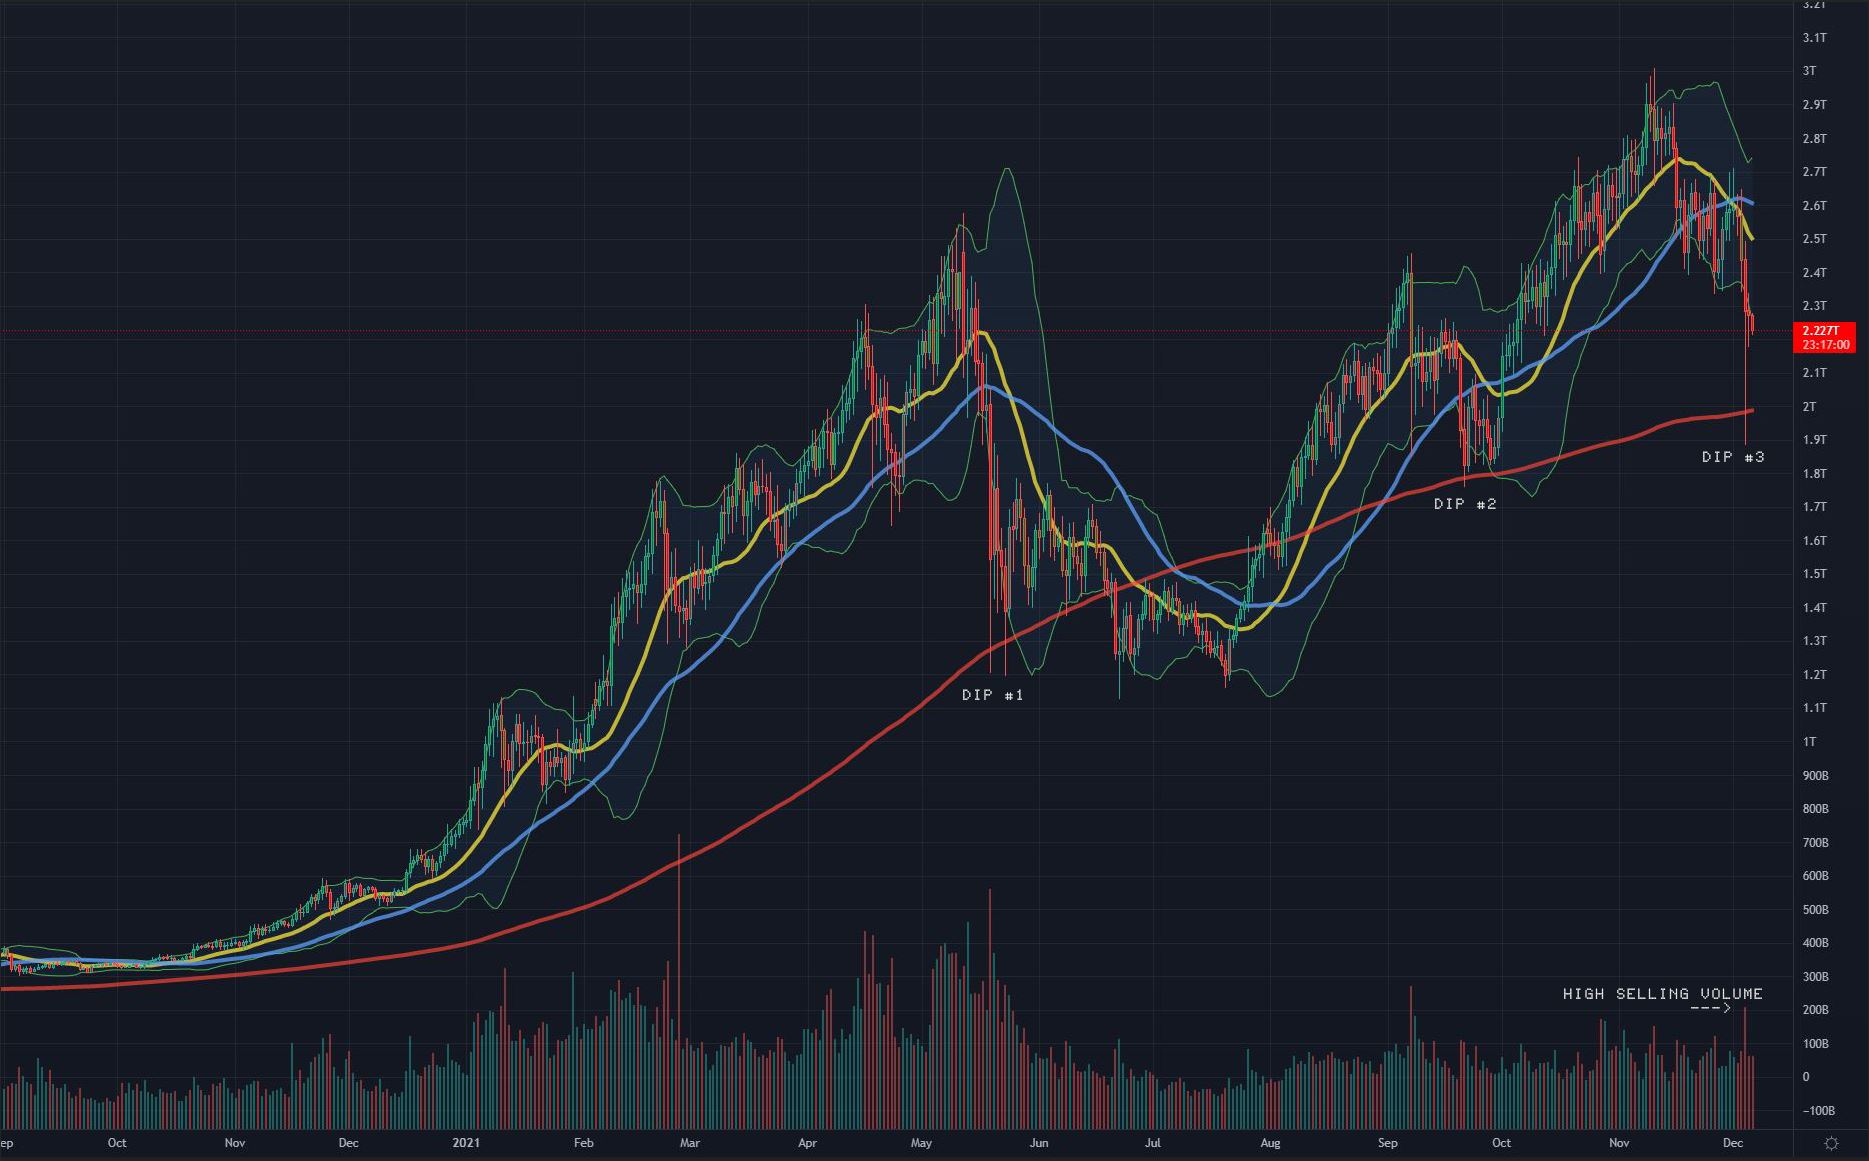 3.2T
3.1T
3T
2.9T
2.8T
2.7T
2.6T
2.5T
2.4T
2.3T
2.227T
23:17:00
2.1T
2T
1.9T
DIP #3
1.8T
DIP #2
1.7T
1.6T
1.5T
1.4T
1.3T
1.2T
DIP #1
1.1T
1T
900B
800B
700B
600B
500B
400B
300B
HIGH SELLING VOLUME
--->
200B
100B
0
-100B
ep Oct Nov Dec 2021 Feb Mar Apr May Jun Jul Aug Sep Oct Nov Dec